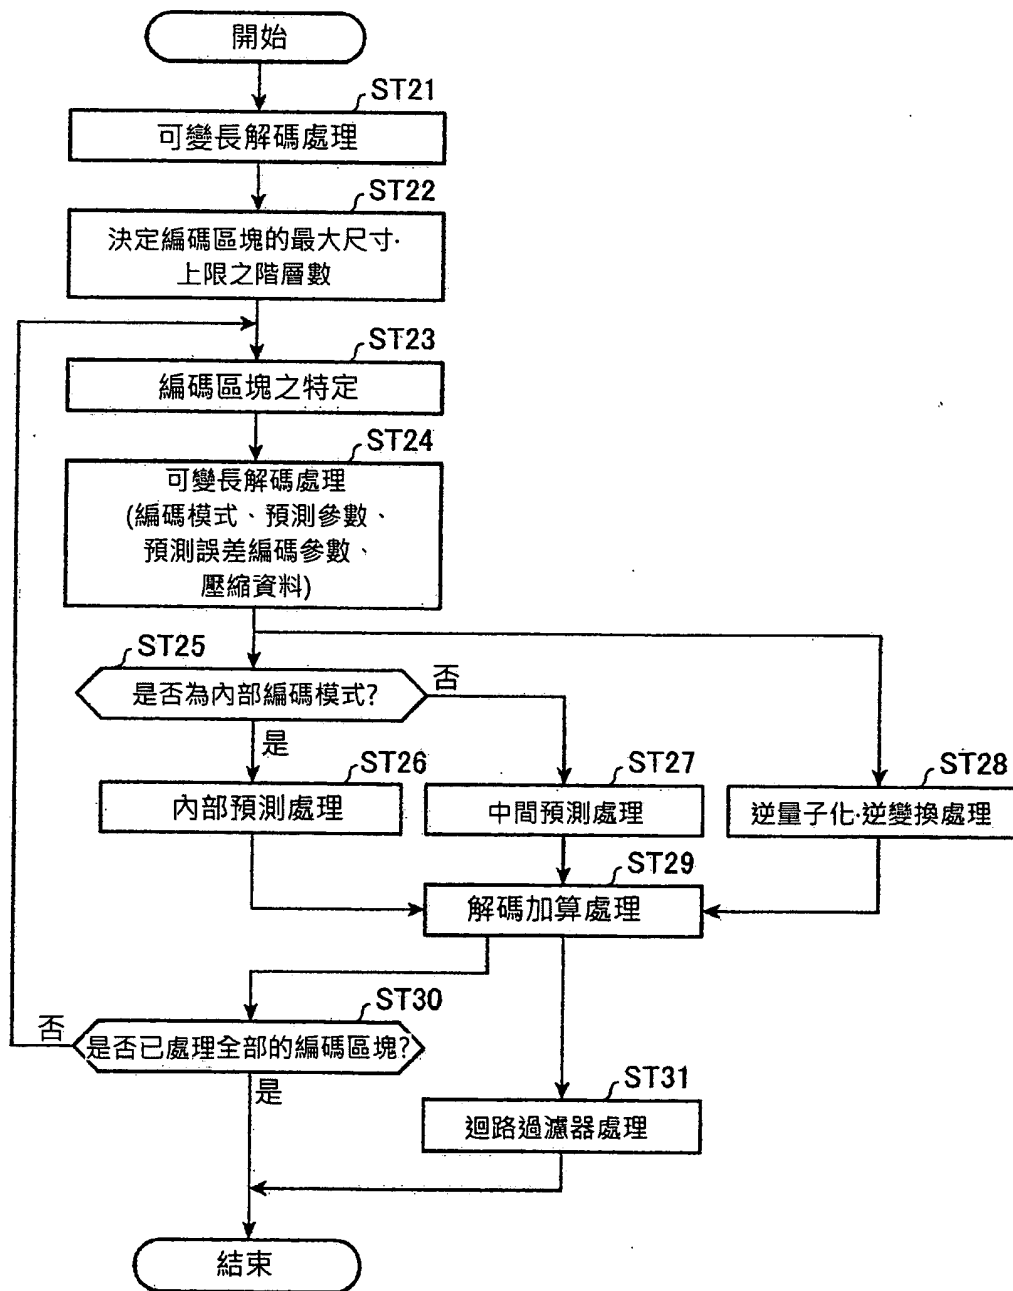 開始
ST21
可變長解碼處理
ST22
決定編碼區塊的最大尺寸·
上限之階層數
ST23
編碼區塊之特定
ST24
可變長解碼處理
(編碼模式、預測參數、
預測誤差編碼參數、
壓縮資料)
ST25
是否為內部編碼模式?
否
是
ST26
內部預測處理
ST27
中間預測處理
ST28
逆量子化·逆變換處理
ST29
解碼加算處理
ST30
否
是否已處理全部的編碼區塊?
是
ST31
迴路過濾器處理
結束